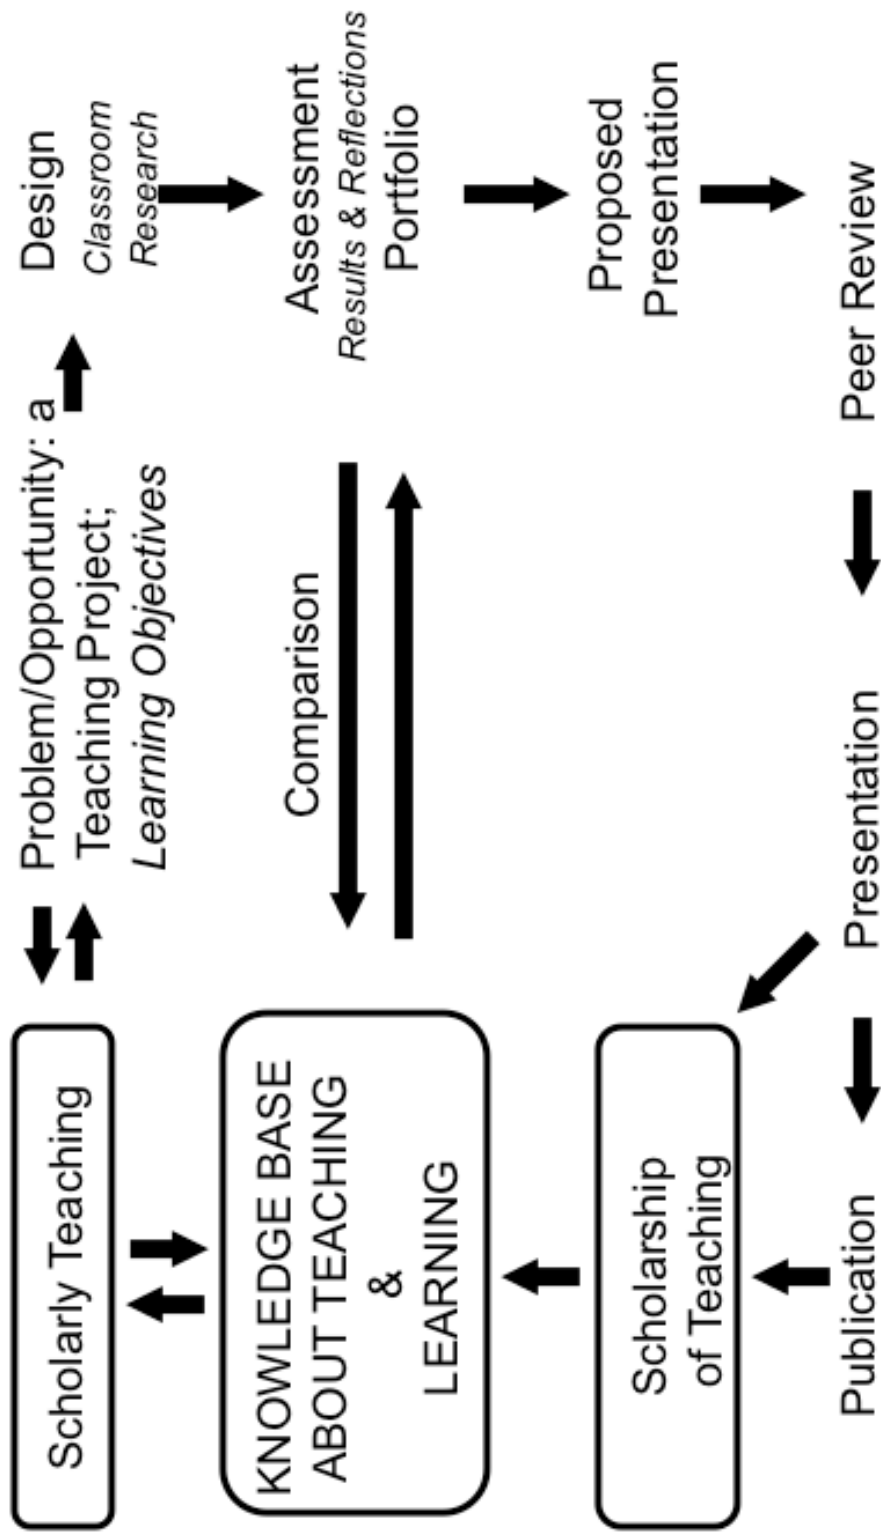 Scholarly Teaching
Problem/Opportunity: a
Teaching Project;
Learning Objectives
Design
Classroom
Research
KNOWLEDGE BASE
ABOUT TEACHING
&
LEARNING
Comparison
Assessment
Results & Reflections
Portfolio
Scholarship
of Teaching
Proposed
Presentation
Publication
Presentation
Peer Review